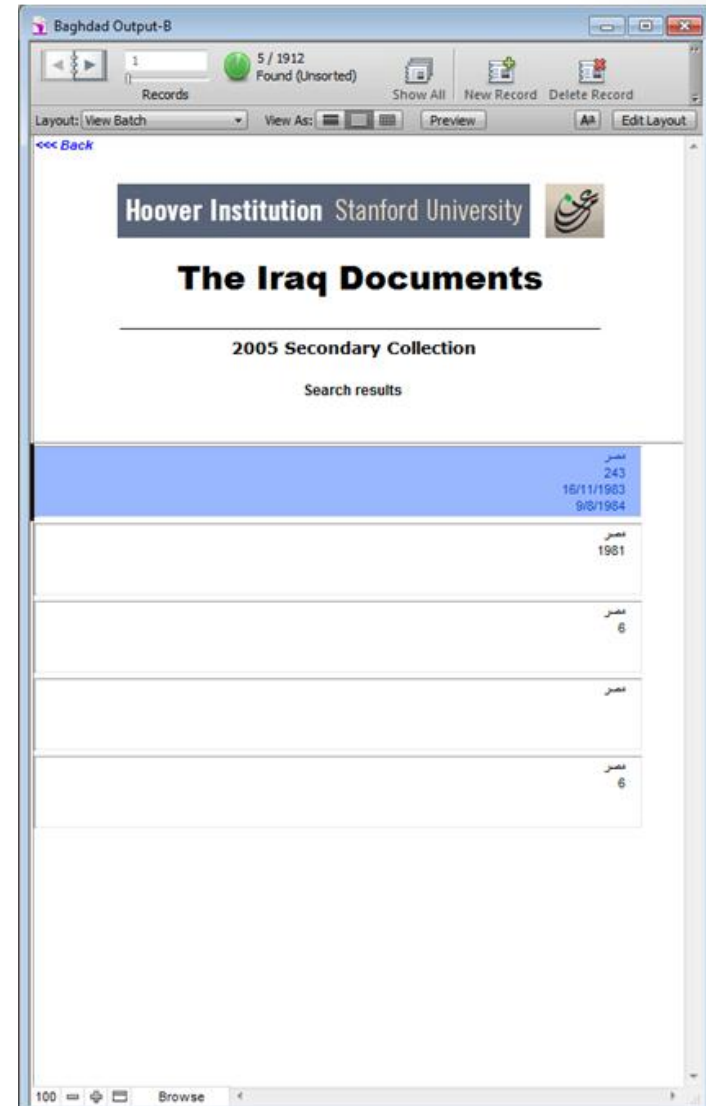 Baghdad Output-B
1
Records
5 / 1912
Found (Unsorted)
Show All
New Record
Delete Record
Layout: View Batch
View As:
Preview
Aa
Edit Layout
<<< Back
Hoover Institution Stanford University
The Iraq Documents
2005 Secondary Collection
Search results
مصر
243
16/11/1983
9/8/1984
مصر
1981
مصر
6
مصر
مصر
6
100
Browse